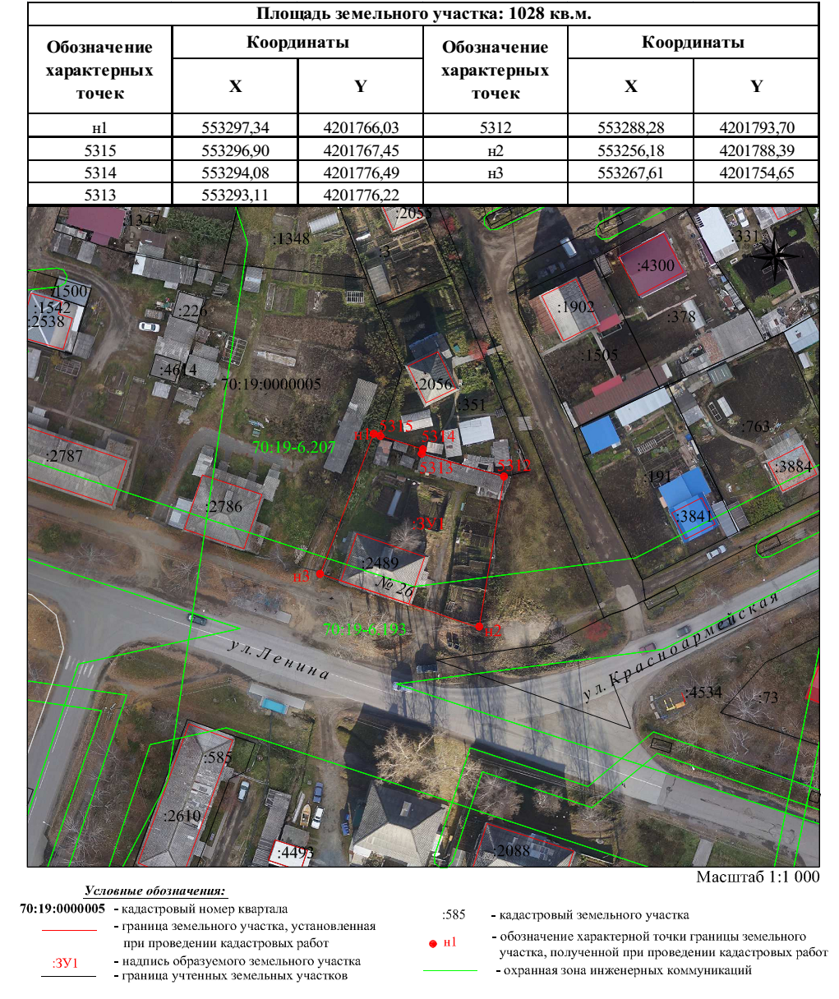 Площадь земельного участка: 1028 кв.м.
Обозначение характерных точек Координаты Обозначение характерных точек Координаты
X Y X Y
н1 553297,34 4201766,03 5312 553288,28 4201793,70
5315 553296,90 4201767,45 н2 553256,18 4201788,39
5314 553294,08 4201776,49 н3 553267,61 4201754,65
5313 553293,11 4201776,22
:1347
:2055
:1348
:3
:331
:4300
:1500
:1542
:2538
:226
:1902
:378
:4614
:1505
70:19:0000005
:2056
:351
н1
5315
5314
70:19-6.207
5313
5312
:763
:2787
:3884
:191
:2786
ЗУ1
:3841
:2489
№ 26
н3
70:19-6.193
н2
ул. Ленина
ул. Красноармейская
:4534
:73
:585
:2610
:4493
:2088
Масштаб 1:1 000
Условные обозначения:
70:19:0000005 - кадастровый номер квартала
- граница земельного участка, установленная
при проведении кадастровых работ
:ЗУ1 - надпись образуемого земельного участка
- граница учтенных земельных участков
:585 - кадастровый земельного участка
н1 - обозначение характерной точки границы земельного
участка, полученной при проведении кадастровых работ
- охранная зона инженерных коммуникаций